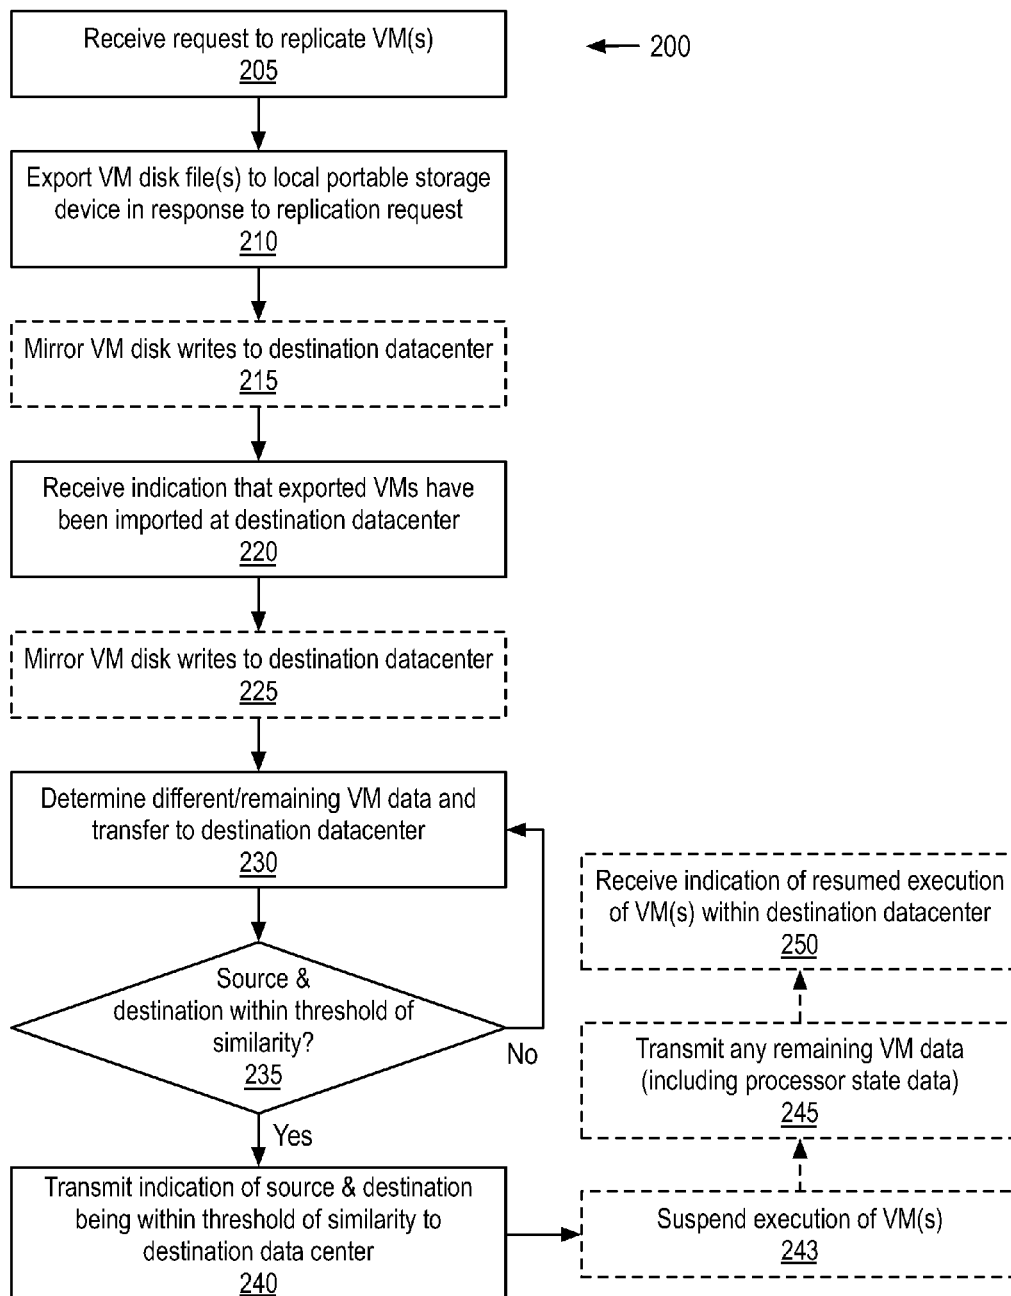 Receive request to replicate VM(s)
205
200
Export VM disk file(s) to local portable storage
device in response to replication request
210
Mirror VM disk writes to destination datacenter
215
Receive indication that exported VMs have
been imported at destination datacenter
220
Mirror VM disk writes to destination datacenter
225
Determine different/remaining VM data and
transfer to destination datacenter
230
Source &
destination within threshold of
similarity?
235
No
Yes
Transmit indication of source & destination
being within threshold of similarity to
destination data center
240
Suspend execution of VM(s)
243
Transmit any remaining VM data
(including processor state data)
245
Receive indication of resumed execution
of VM(s) within destination datacenter
250